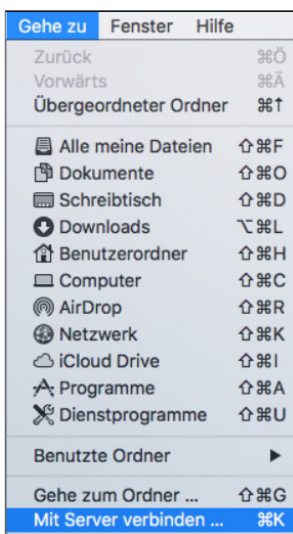 Gehe zu Fenster Hilfe
Zurück ⌘Ö
Vorwärts ⌘Ä
Übergeordneter Ordner ⌘↑
Alle meine Dateien ⇧⌘F
Dokumente ⇧⌘O
Schreibtisch ⇧⌘D
Downloads ⌥⌘L
Benutzerordner ⇧⌘H
Computer ⇧⌘C
AirDrop ⇧⌘R
Netzwerk ⇧⌘K
iCloud Drive ⇧⌘I
Programme ⇧⌘A
Dienstprogramme ⇧⌘U
Benutzte Ordner ▶
Gehe zum Ordner ... ⇧⌘G
Mit Server verbinden ... ⌘K